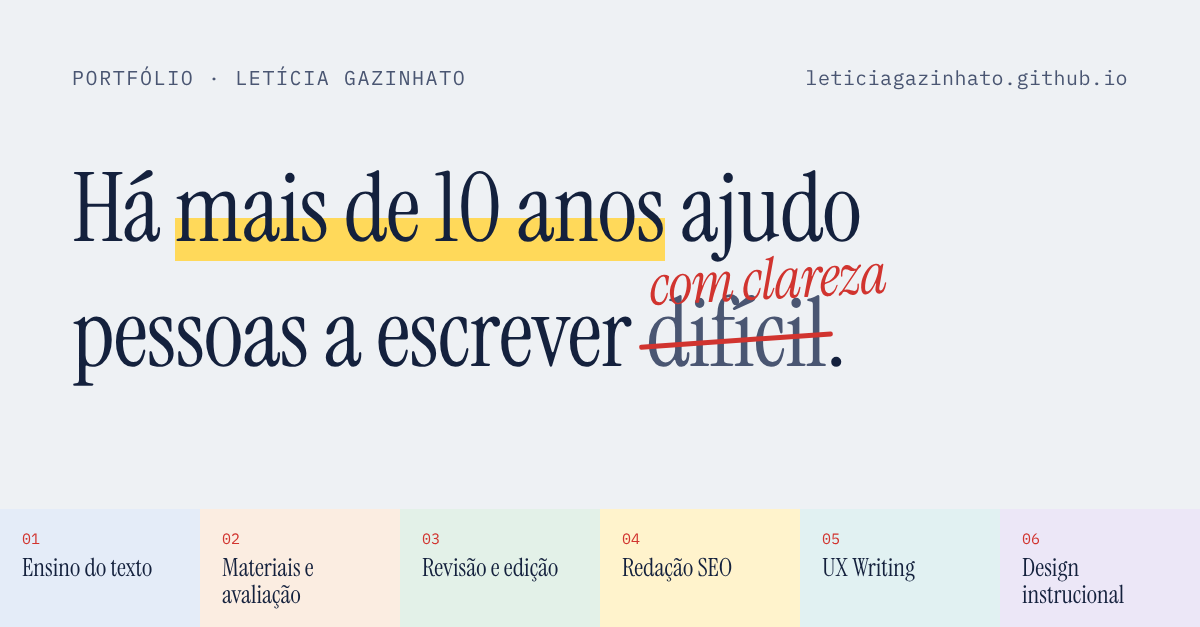 PORTFÓLIO · LETÍCIA GAZINHATO
leticiagazinhato.github.io
Há mais de 10 anos ajudo
com clareza
pessoas a escrever difícil.
01
Ensino do texto
02
Materiais e
avaliação
03
Revisão e edição
04
Redação SEO
05
UX Writing
06
Design
instrucional